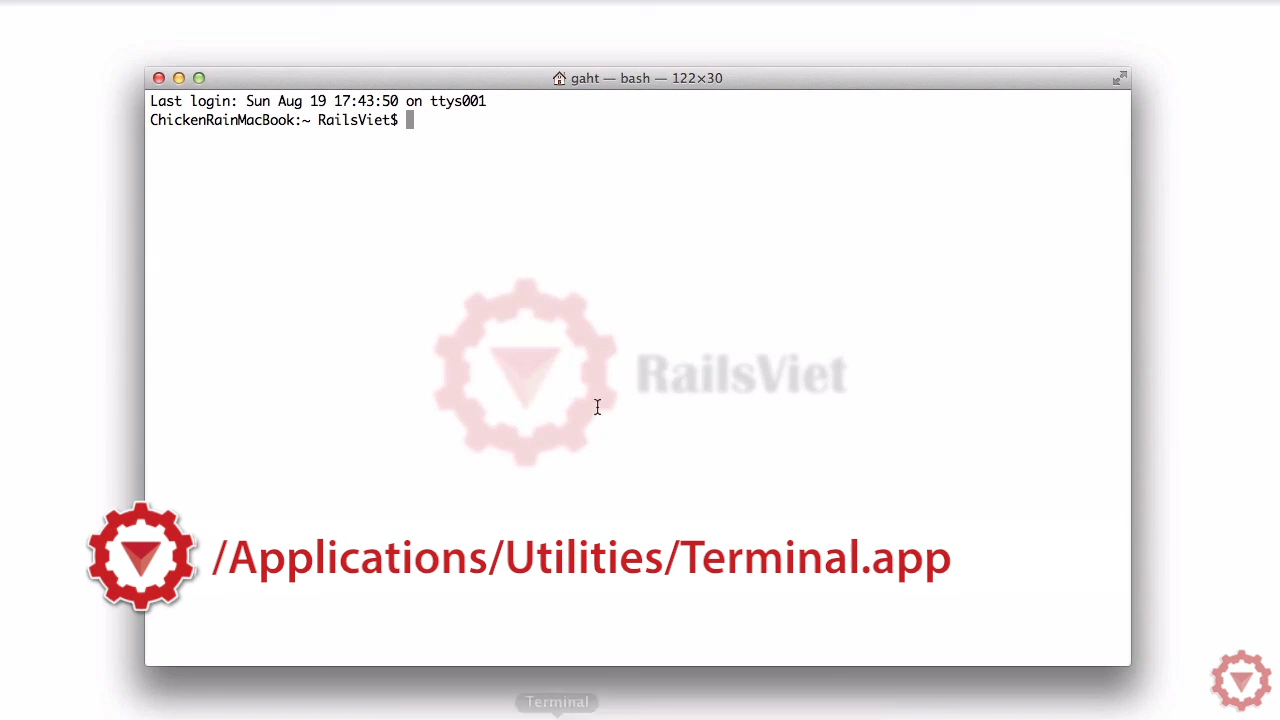 gaht — bash — 122×30
Last login: Sun Aug 19 17:43:50 on ttys001
ChickenRainMacBook:~ RailsViet$
RailsViet
/Applications/Utilities/Terminal.app
Terminal